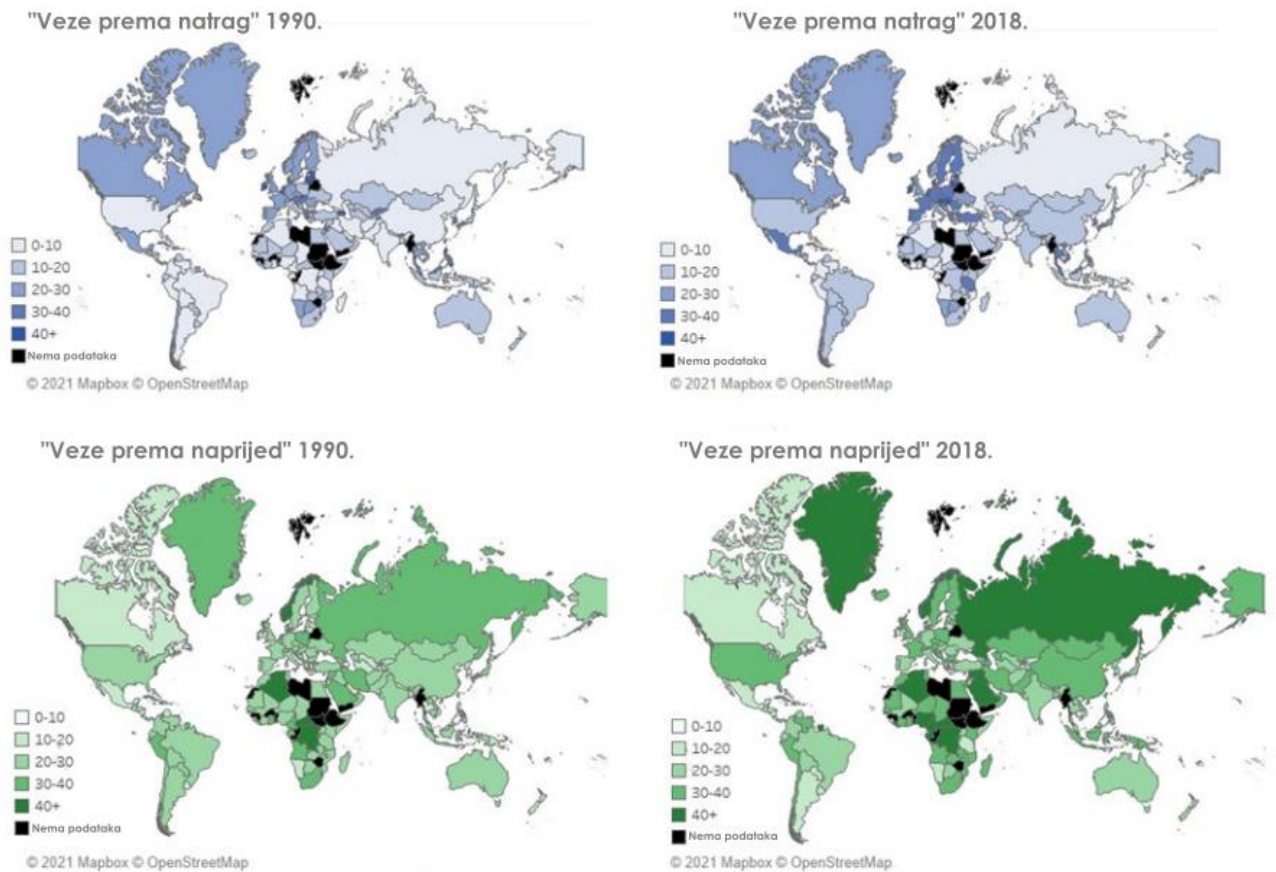 "Veze prema natrag" 1990.
0-10
10-20
20-30
30-40
40+
Nema podataka
© 2021 Mapbox © OpenStreetMap
"Veze prema natrag" 2018.
0-10
10-20
20-30
30-40
40+
Nema podataka
© 2021 Mapbox © OpenStreetMap
"Veze prema naprijed" 1990.
0-10
10-20
20-30
30-40
40+
Nema podataka
© 2021 Mapbox © OpenStreetMap
"Veze prema naprijed" 2018.
0-10
10-20
20-30
30-40
40+
Nema podataka
© 2021 Mapbox © OpenStreetMap